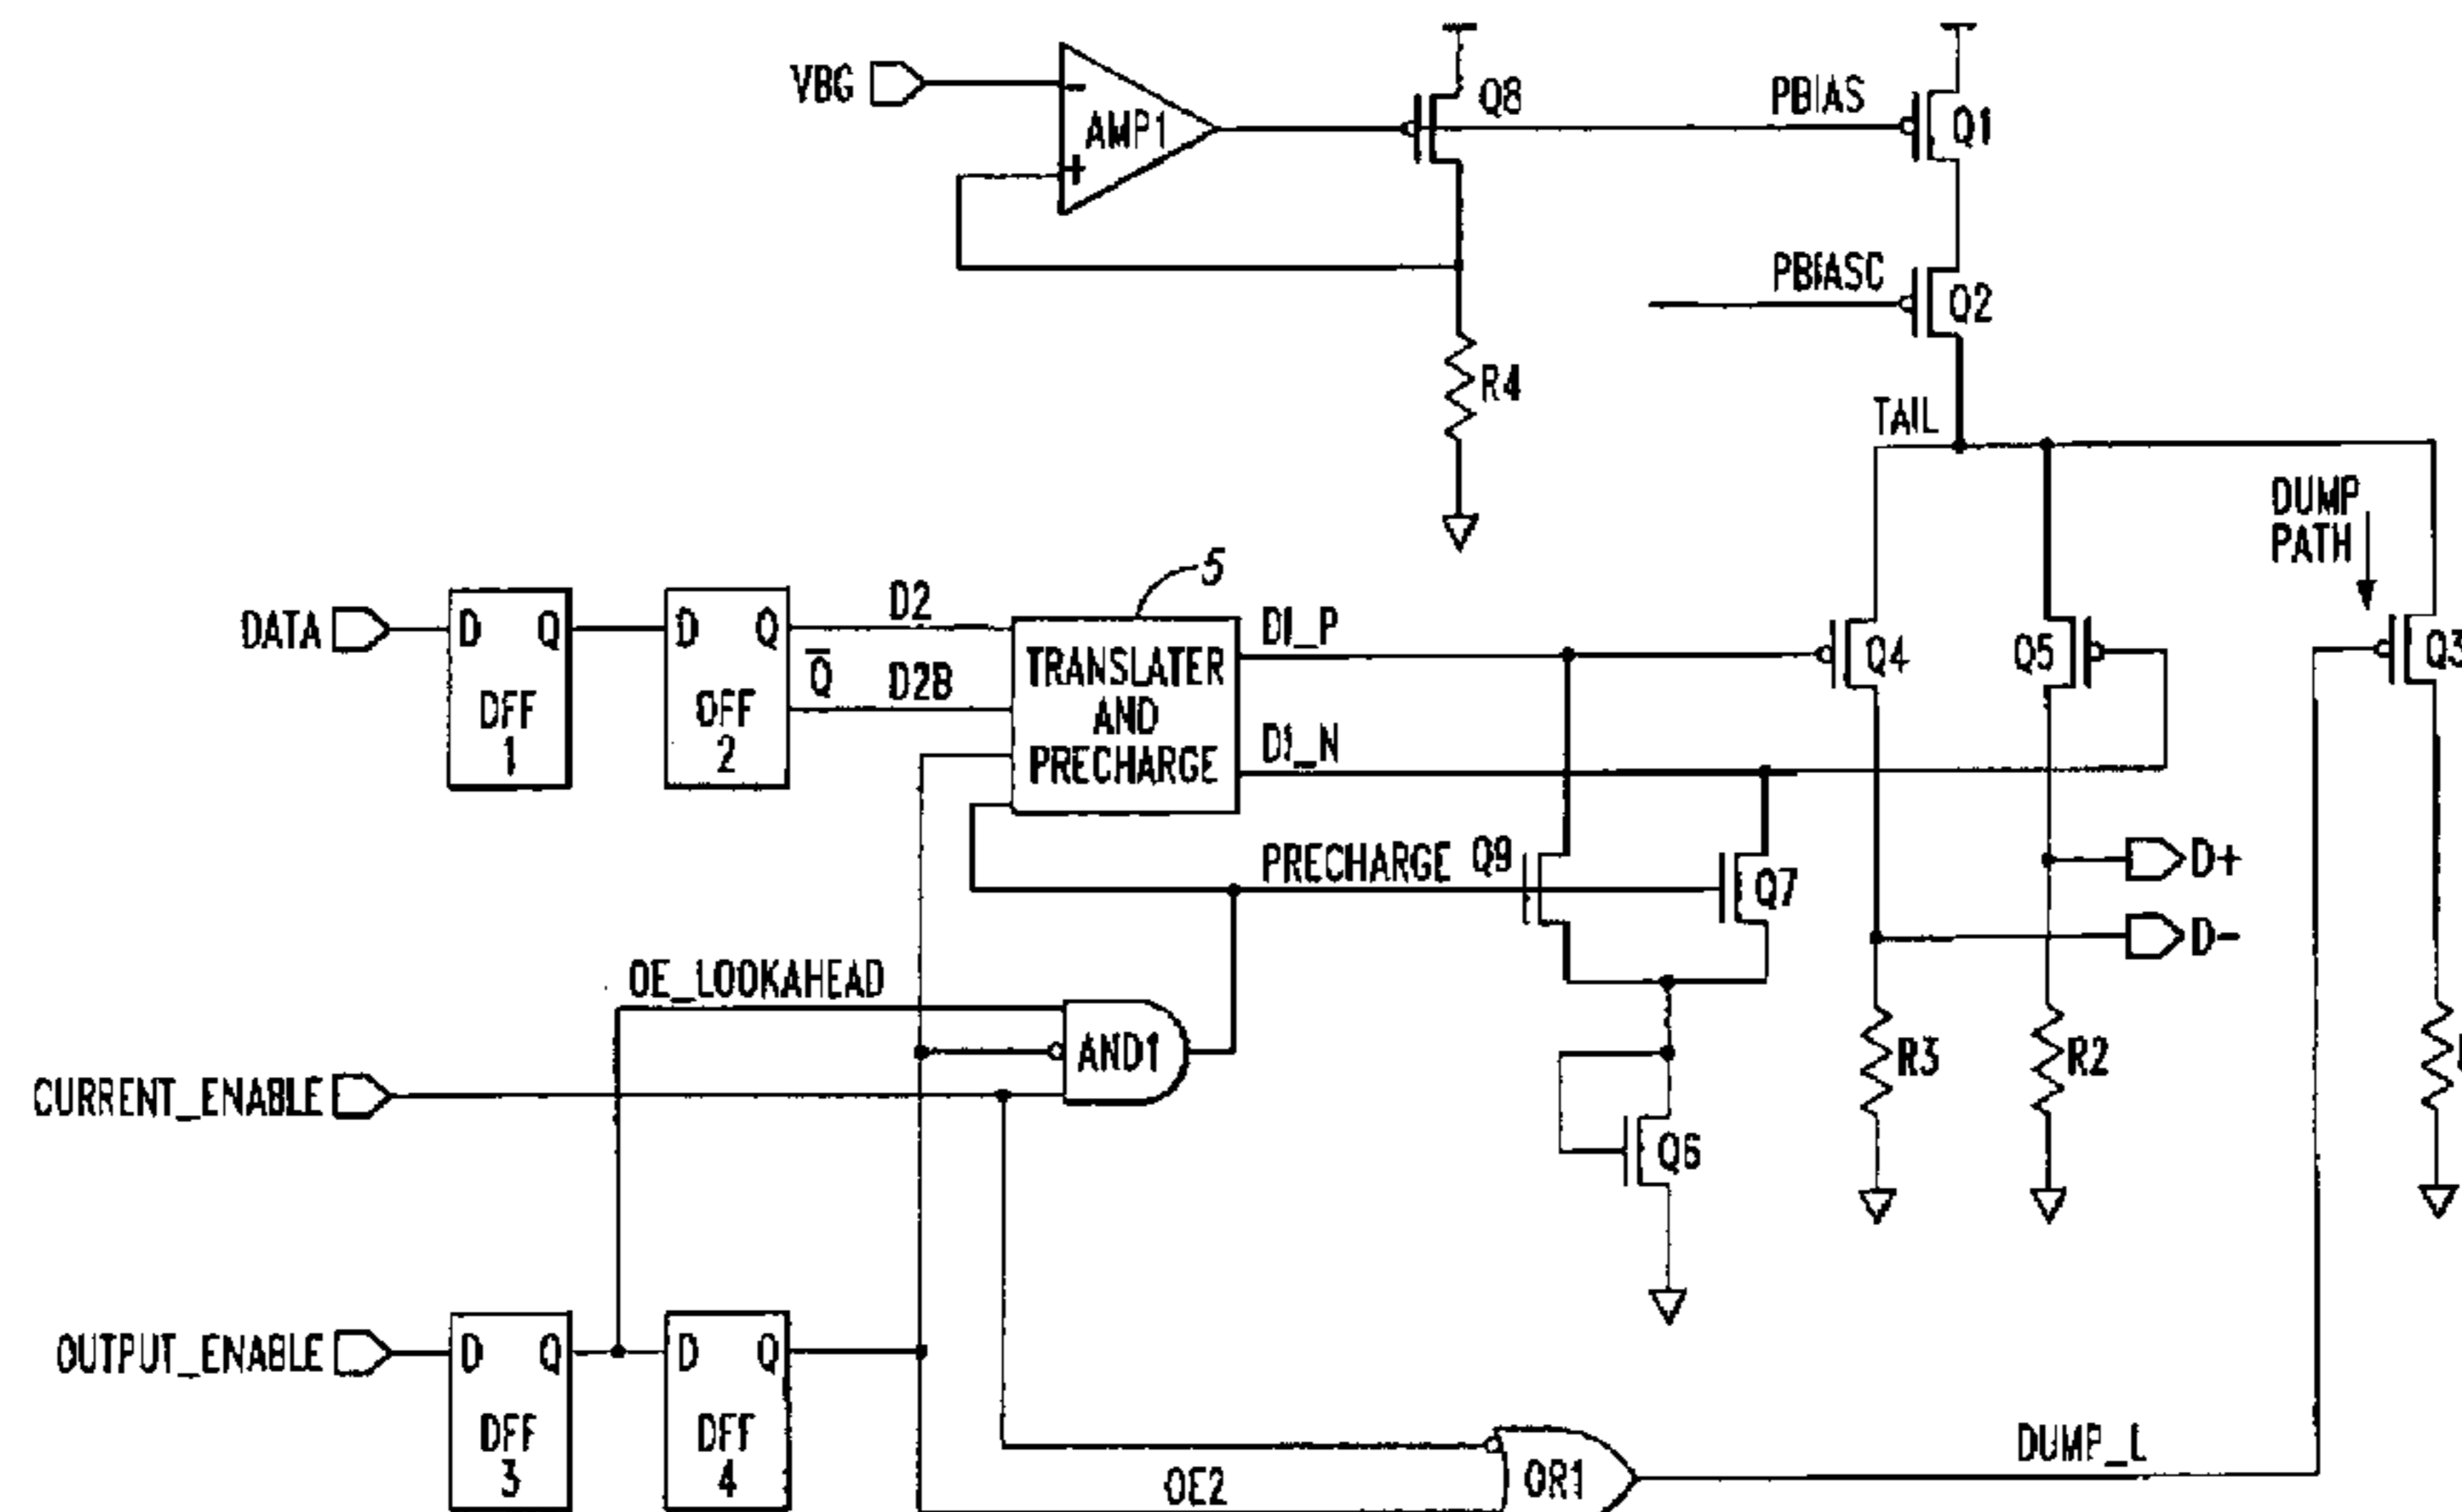 VBG
-
AMP1
+
Q8
PBIAS
Q1
PBIASC
Q2
R4
TAIL
DUMP
PATH
5
DATA
D Q
DFF
1
D Q
Q
DFF
2
D2
D2B
TRANSLATER
AND
PRECHARGE
DI_P
DI_N
Q4
Q5
Q3
PRECHARGE
Q9
Q7
D+
D-
OE_LOOKAHEAD
AND1
CURRENT_ENABLE
R3
R2
Q6
OUTPUT_ENABLE
D Q
DFF
3
D Q
DFF
4
OE2
OR1
DUMP_L